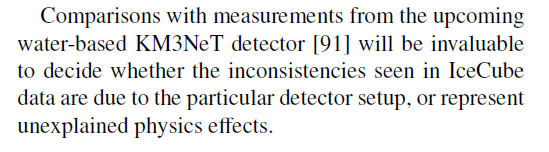 Comparisons with measurements from the upcoming
water-based KM3NeT detector [91] will be invaluable
to decide whether the inconsistencies seen in IceCube
data are due to the particular detector setup, or represent
unexplained physics effects.